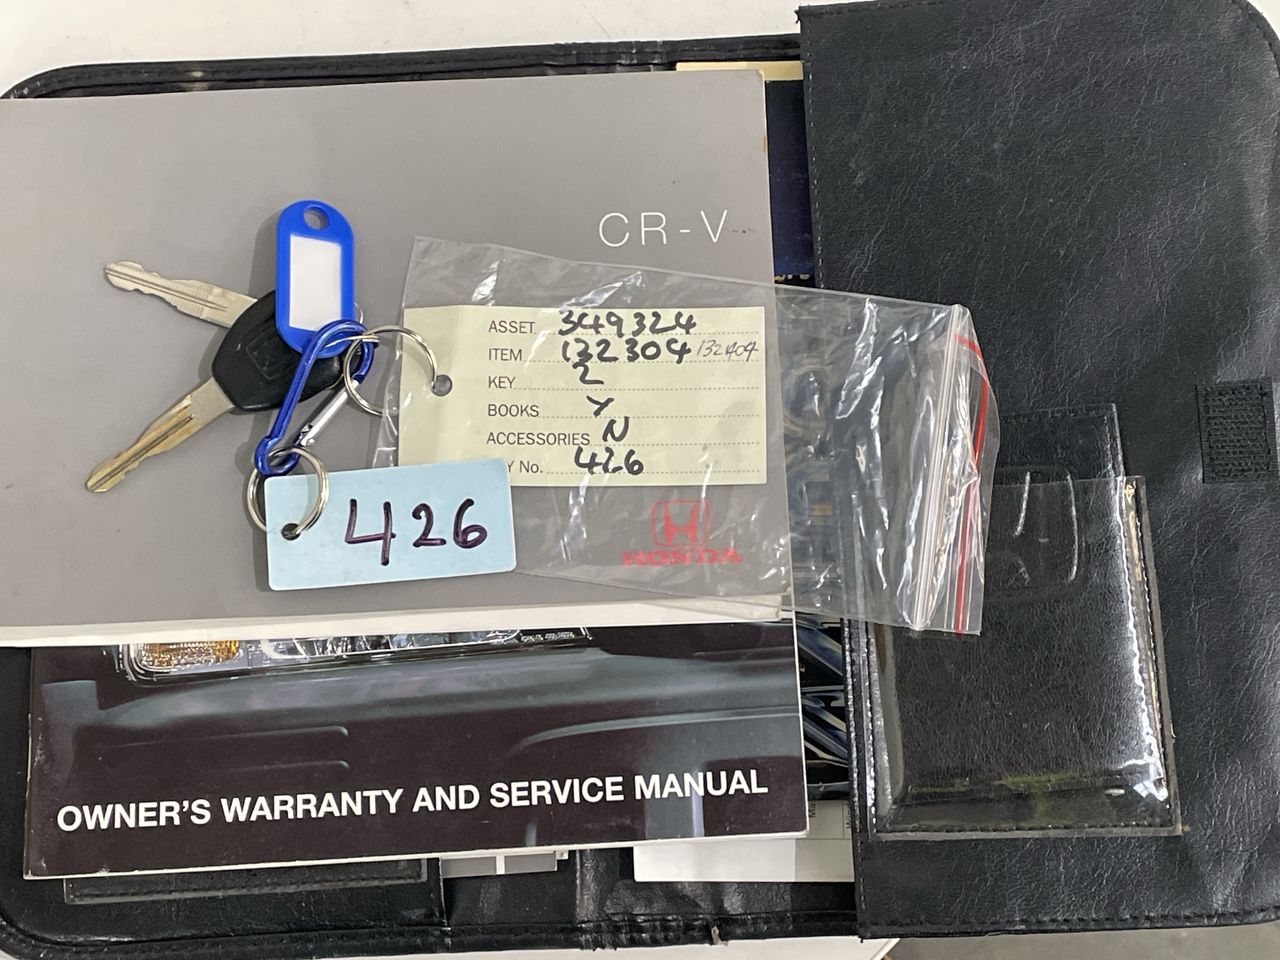 CR-V
ASSET 349324
ITEM 132304 132404
KEY 2
BOOKS Y
ACCESSORIES N
Y No. 426
426
HONDA
OWNER'S WARRANTY AND SERVICE MANUAL